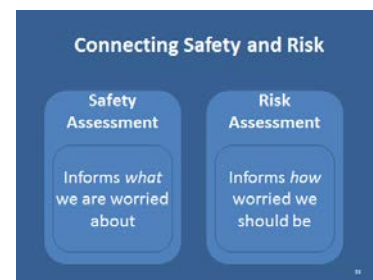 Connecting Safety and Risk
Safety
Assessment
Informs what
we are worried
about
Risk
Assessment
Informs how
worried we
should be